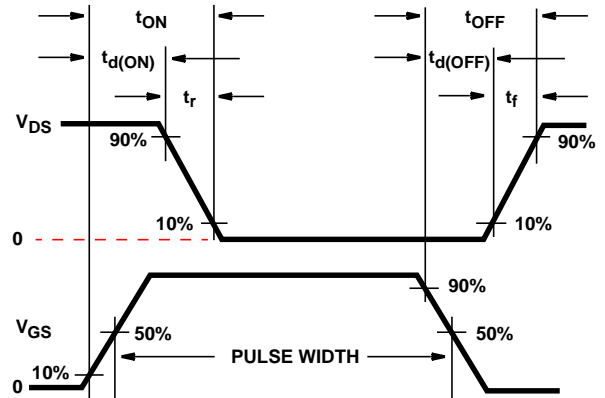 tON tOFF
td(ON) td(OFF)
tr tf
VDS
90% 90%
10% 10%
0
90%
VGS 50% 50%
PULSE WIDTH
10%
0